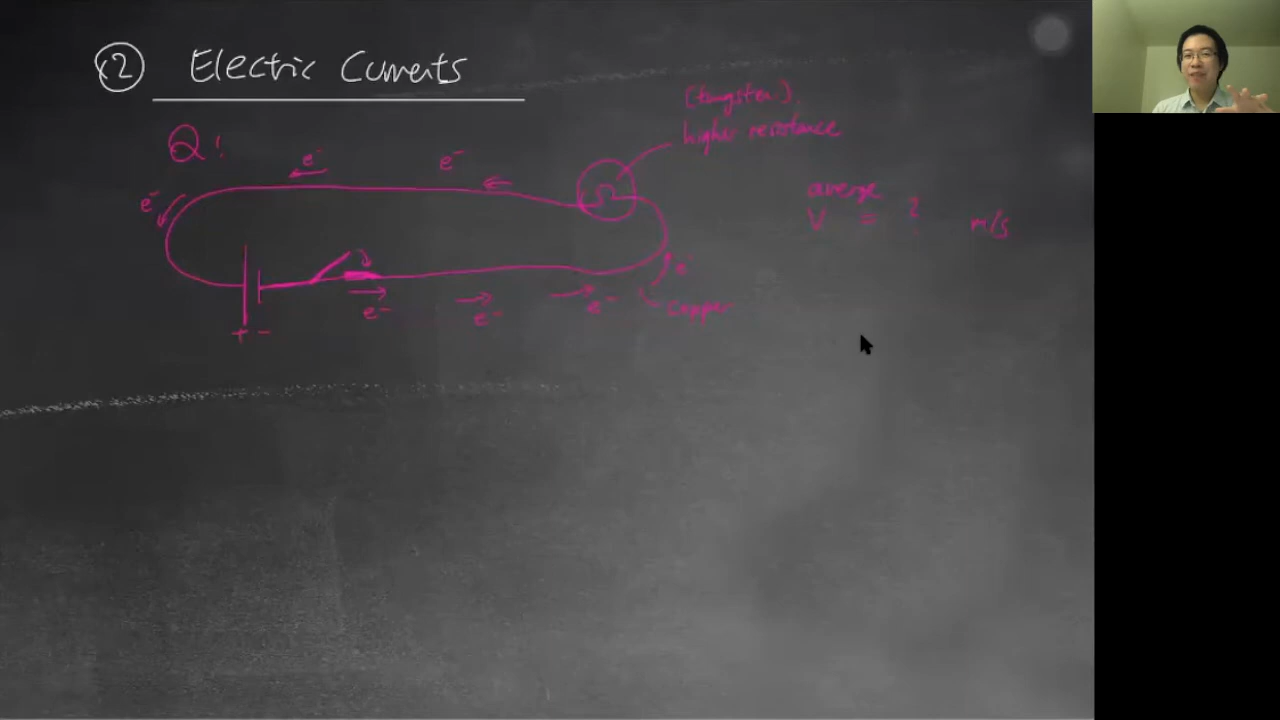 (2) Electric Currents
Q!
(tungsten)
higher resistance
e⁻ e⁻
e⁻
average
V = ? m/s
e⁻
e⁻ e⁻ e⁻
copper
+ -